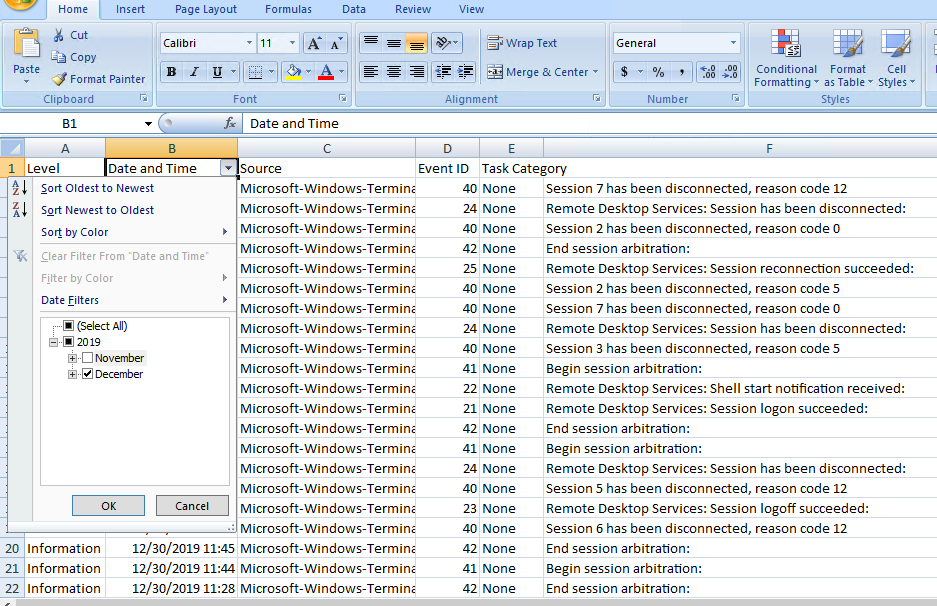 Home Insert Page Layout Formulas Data Review View
Paste
Cut
Copy
Format Painter
Clipboard
Calibri 11 A A
B I U A
Font
Wrap Text
Merge & Center
Alignment
General
$ % , .00 .00
Number
Conditional Formatting
Format as Table
Cell Styles
Styles
B1 fx Date and Time
A B C D E F
1 Level Date and Time Source Event ID Task Category
Microsoft-Windows-Termina 40 None Session 7 has been disconnected, reason code 12
Microsoft-Windows-Termina 24 None Remote Desktop Services: Session has been disconnected:
Microsoft-Windows-Termina 40 None Session 2 has been disconnected, reason code 0
Microsoft-Windows-Termina 42 None End session arbitration:
Microsoft-Windows-Termina 25 None Remote Desktop Services: Session reconnection succeeded:
Microsoft-Windows-Termina 40 None Session 2 has been disconnected, reason code 5
Microsoft-Windows-Termina 40 None Session 7 has been disconnected, reason code 0
Microsoft-Windows-Termina 24 None Remote Desktop Services: Session has been disconnected:
Microsoft-Windows-Termina 40 None Session 3 has been disconnected, reason code 5
Microsoft-Windows-Termina 41 None Begin session arbitration:
Microsoft-Windows-Termina 22 None Remote Desktop Services: Shell start notification received:
Microsoft-Windows-Termina 21 None Remote Desktop Services: Session logon succeeded:
Microsoft-Windows-Termina 42 None End session arbitration:
Microsoft-Windows-Termina 41 None Begin session arbitration:
Microsoft-Windows-Termina 24 None Remote Desktop Services: Session has been disconnected:
Microsoft-Windows-Termina 40 None Session 5 has been disconnected, reason code 12
Microsoft-Windows-Termina 23 None Remote Desktop Services: Session logoff succeeded:
Microsoft-Windows-Termina 40 None Session 6 has been disconnected, reason code 12
20 Information 12/30/2019 11:45 Microsoft-Windows-Termina 42 None End session arbitration:
21 Information 12/30/2019 11:44 Microsoft-Windows-Termina 41 None Begin session arbitration:
22 Information 12/30/2019 11:28 Microsoft-Windows-Termina 42 None End session arbitration:
Sort Oldest to Newest
Sort Newest to Oldest
Sort by Color
Clear Filter From "Date and Time"
Filter by Color
Date Filters
(Select All)
2019
November
December
OK Cancel